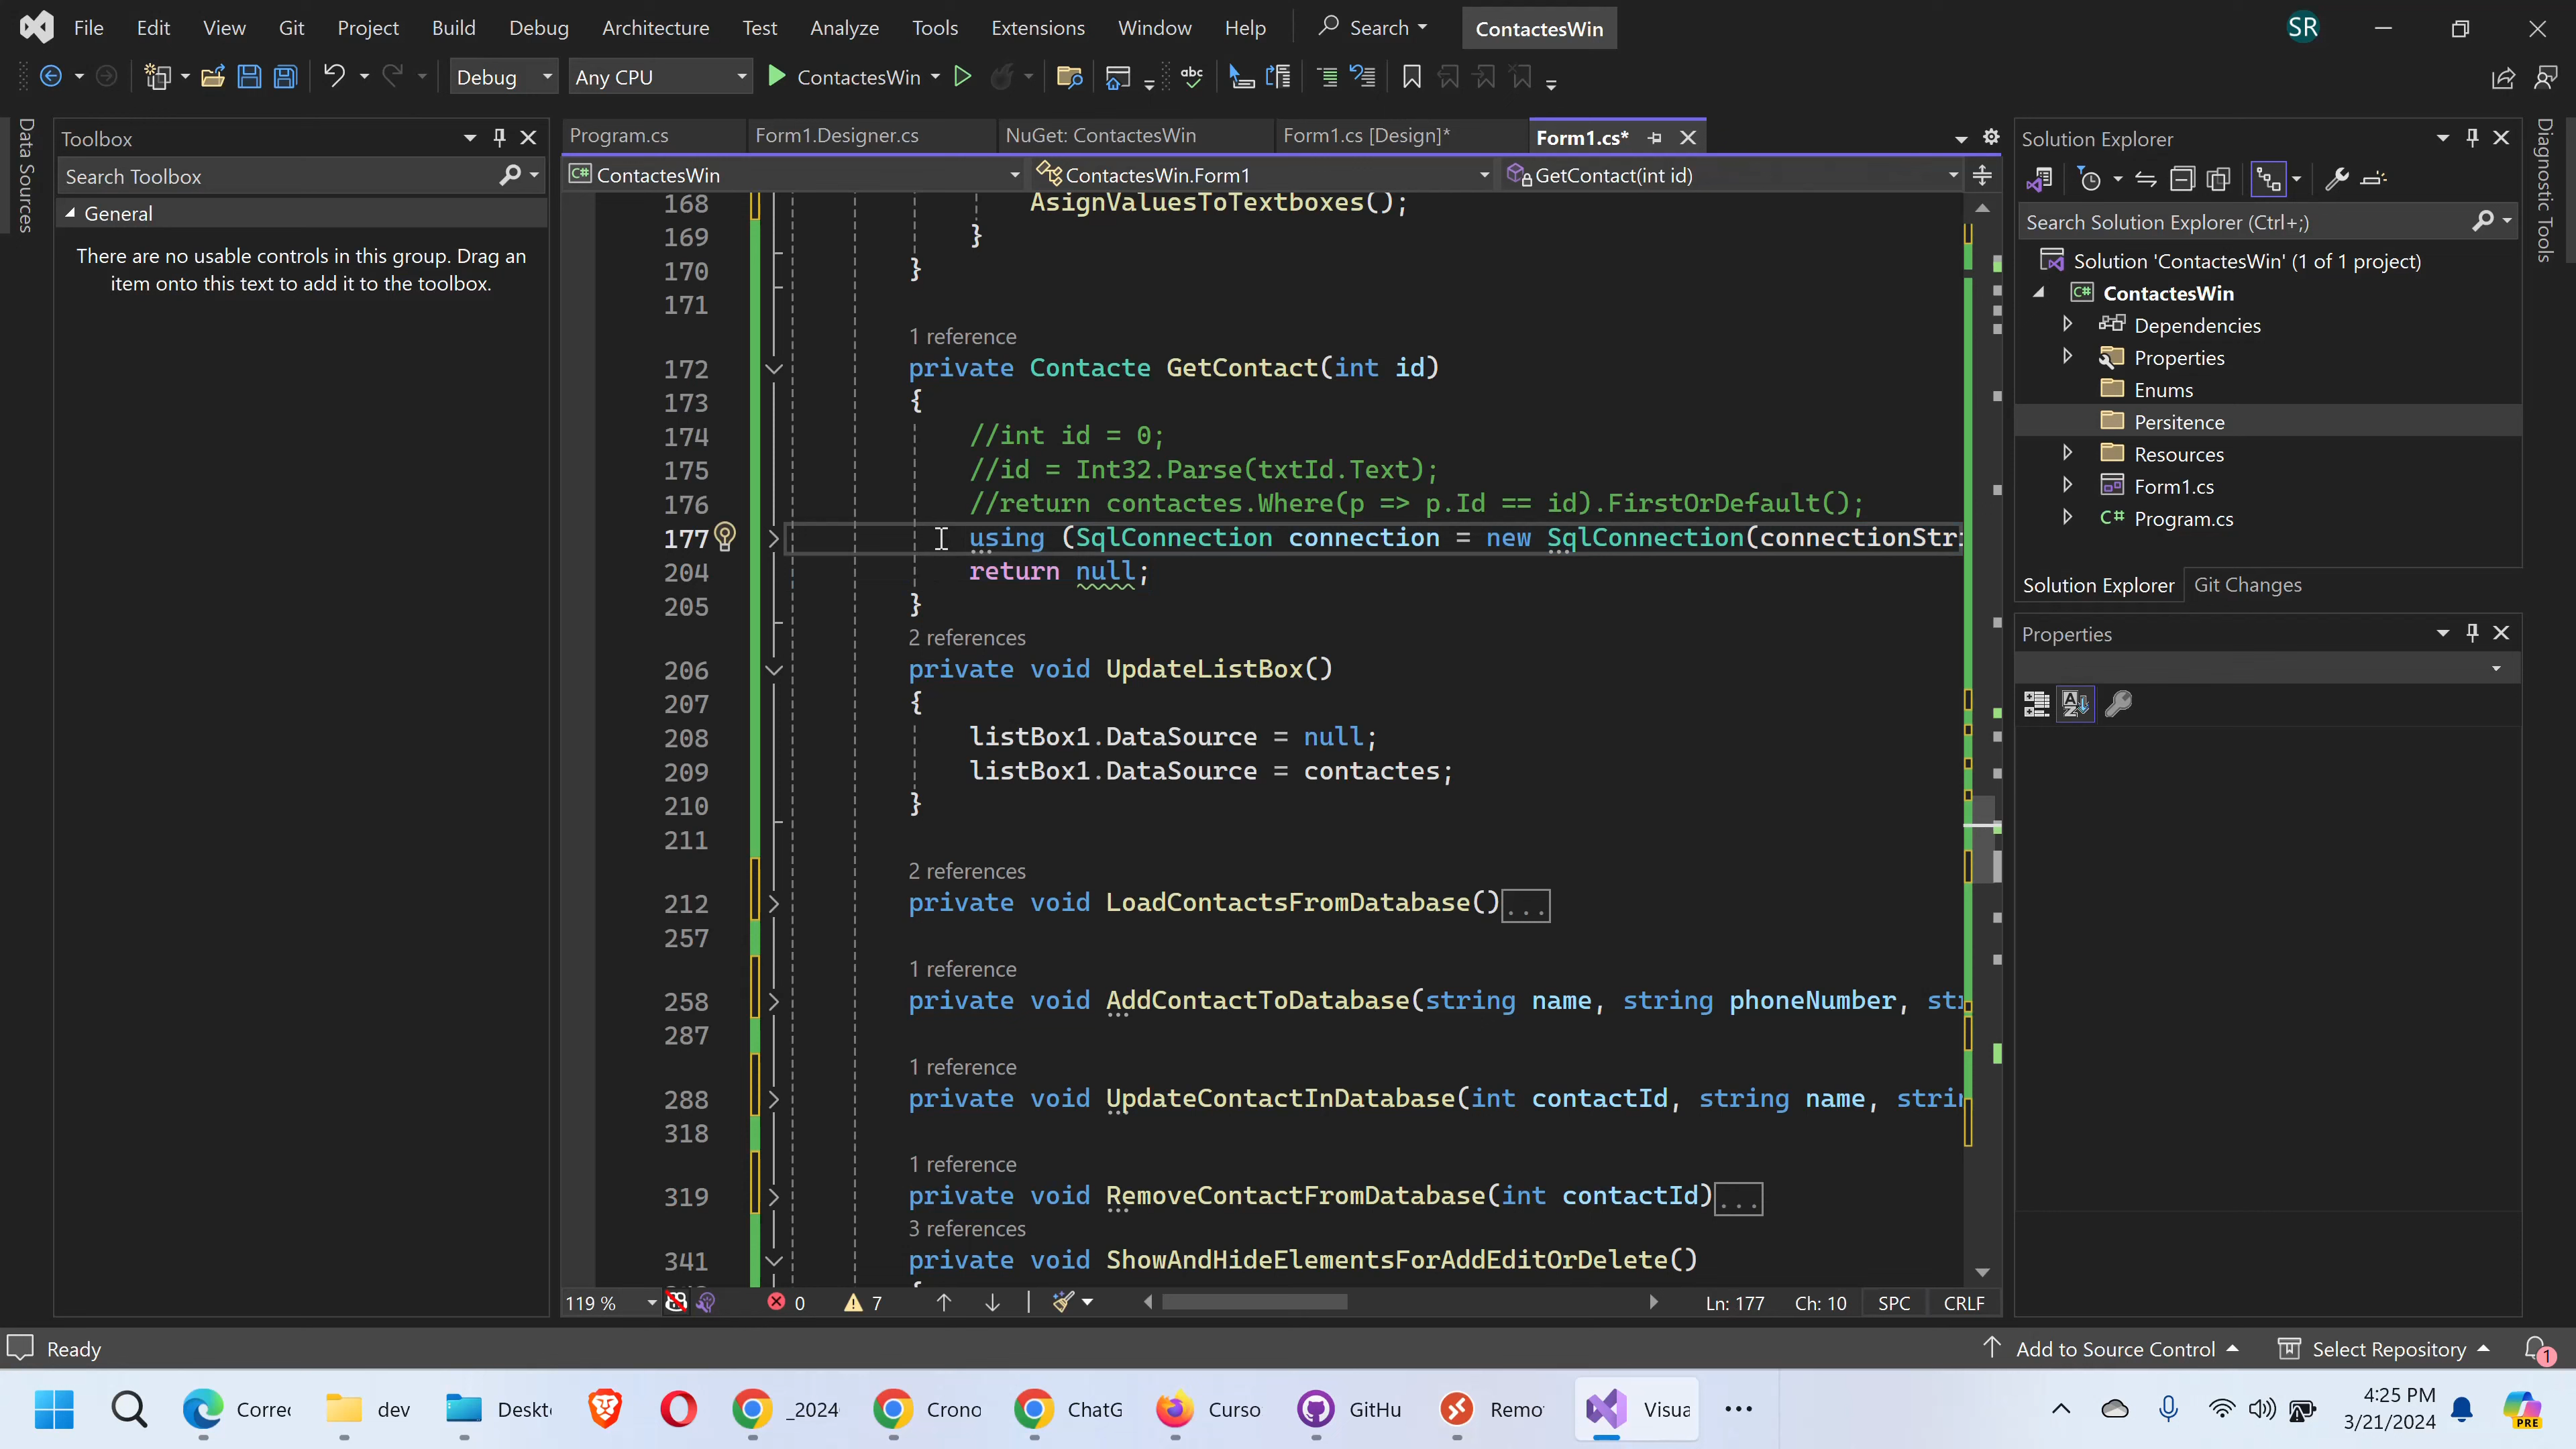 File Edit View Git Project Build Debug Architecture Test Analyze Tools Extensions Window Help Search ContactesWin SR
Debug Any CPU ContactesWin abc
Data Sources
Toolbox
Search Toolbox
General
There are no usable controls in this group. Drag an
item onto this text to add it to the toolbox.
Program.cs Form1.Designer.cs NuGet: ContactesWin Form1.cs [Design]* Form1.cs*
ContactesWin ContactesWin.Form1 GetContact(int id)
168 AsignValuesToTextboxes();
169 }
170 }
171
1 reference
172 private Contacte GetContact(int id)
173 {
174 //int id = 0;
175 //id = Int32.Parse(txtId.Text);
176 //return contactes.Where(p => p.Id == id).FirstOrDefault();
177 using (SqlConnection connection = new SqlConnection(connectionStri
204 return null;
205 }
2 references
206 private void UpdateListBox()
207 {
208 listBox1.DataSource = null;
209 listBox1.DataSource = contactes;
210 }
211
2 references
212 private void LoadContactsFromDatabase()...
257
1 reference
258 private void AddContactToDatabase(string name, string phoneNumber, stri
287
1 reference
288 private void UpdateContactInDatabase(int contactId, string name, strin
318
1 reference
319 private void RemoveContactFromDatabase(int contactId)...
3 references
341 private void ShowAndHideElementsForAddEditOrDelete()
119 % 0 7 Ln: 177 Ch: 10 SPC CRLF
Solution Explorer
Search Solution Explorer (Ctrl+;)
Solution 'ContactesWin' (1 of 1 project)
C# ContactesWin
Dependencies
Properties
Enums
Persitence
Resources
Form1.cs
C# Program.cs
Solution Explorer Git Changes
Properties
Diagnostic Tools
Ready Add to Source Control Select Repository 1
Correc dev Deskto _2024 Crono ChatG Curso GitHu Remo Visua
4:25 PM
3/21/2024
PRE